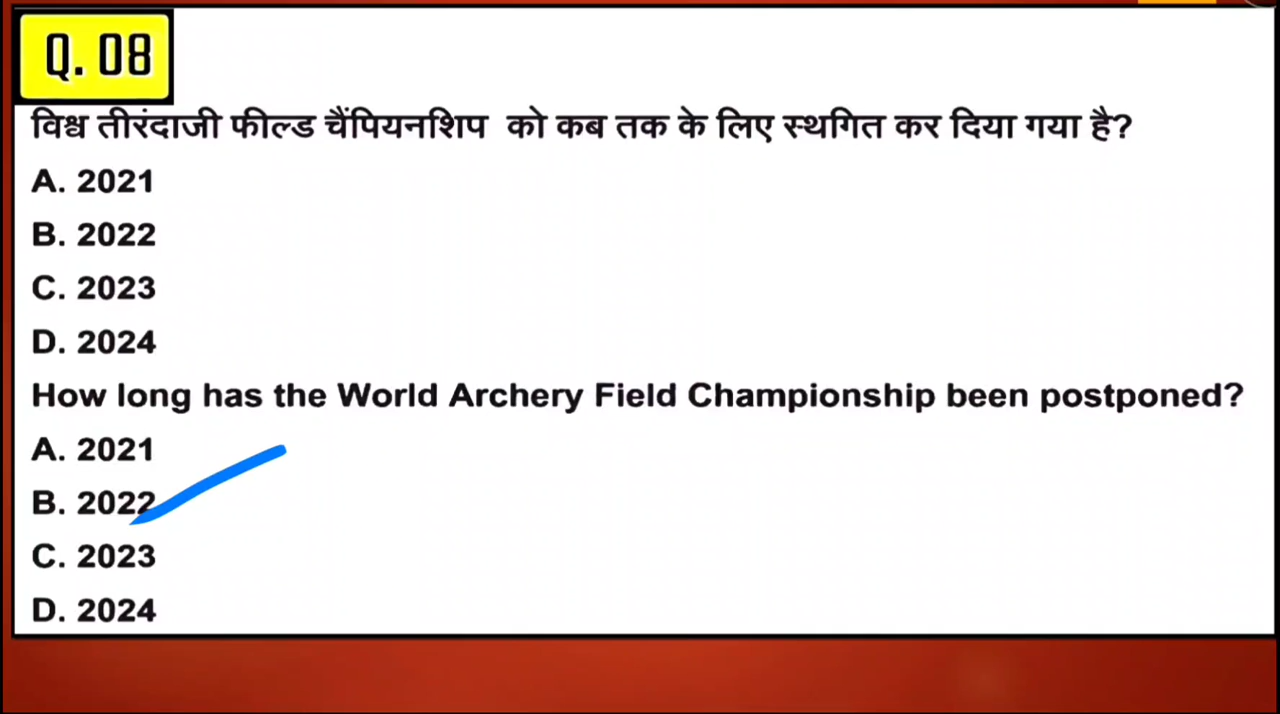 Q. 08
विश्व तीरंदाजी फील्ड चैंपियनशिप को कब तक के लिए स्थगित कर दिया गया है?
A. 2021
B. 2022
C. 2023
D. 2024
How long has the World Archery Field Championship been postponed?
A. 2021
B. 2022
C. 2023
D. 2024